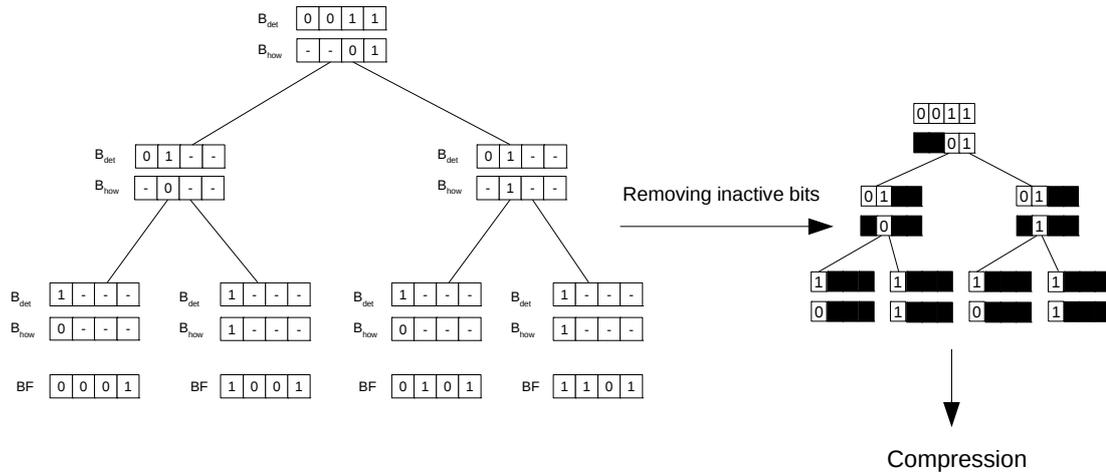 B_det 0 0 1 1
B_how - - 0 1
0 0 1 1
0 1
B_det 0 1 - -
B_det 0 1 - -
B_how - 0 - -
B_how - 1 - -
Removing inactive bits
0 1
0 1
0
1
B_det 1 - - -
B_det 1 - - -
B_det 1 - - -
B_det 1 - - -
B_how 0 - - -
B_how 1 - - -
B_how 0 - - -
B_how 1 - - -
1
1
1
1
0
1
0
1
BF 0 0 0 1
BF 1 0 0 1
BF 0 1 0 1
BF 1 1 0 1
Compression